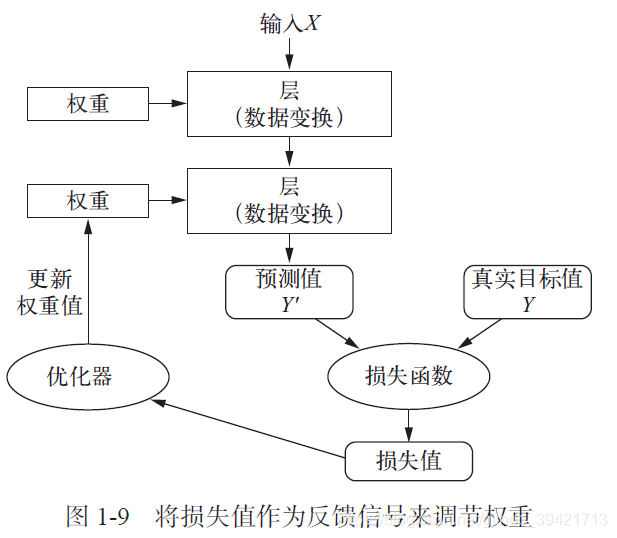 输入X
权重
层
（数据变换）
权重
层
（数据变换）
更新
权重值
预测值
Y′
真实目标值
Y
优化器
损失函数
损失值
图 1-9 将损失值作为反馈信号来调节权重